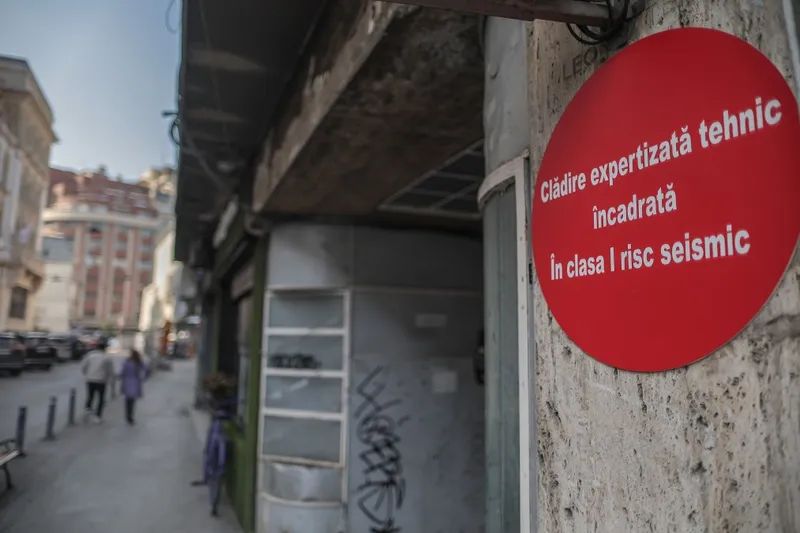 Clădire expertizată tehnic
încadrată
În clasa I risc seismic